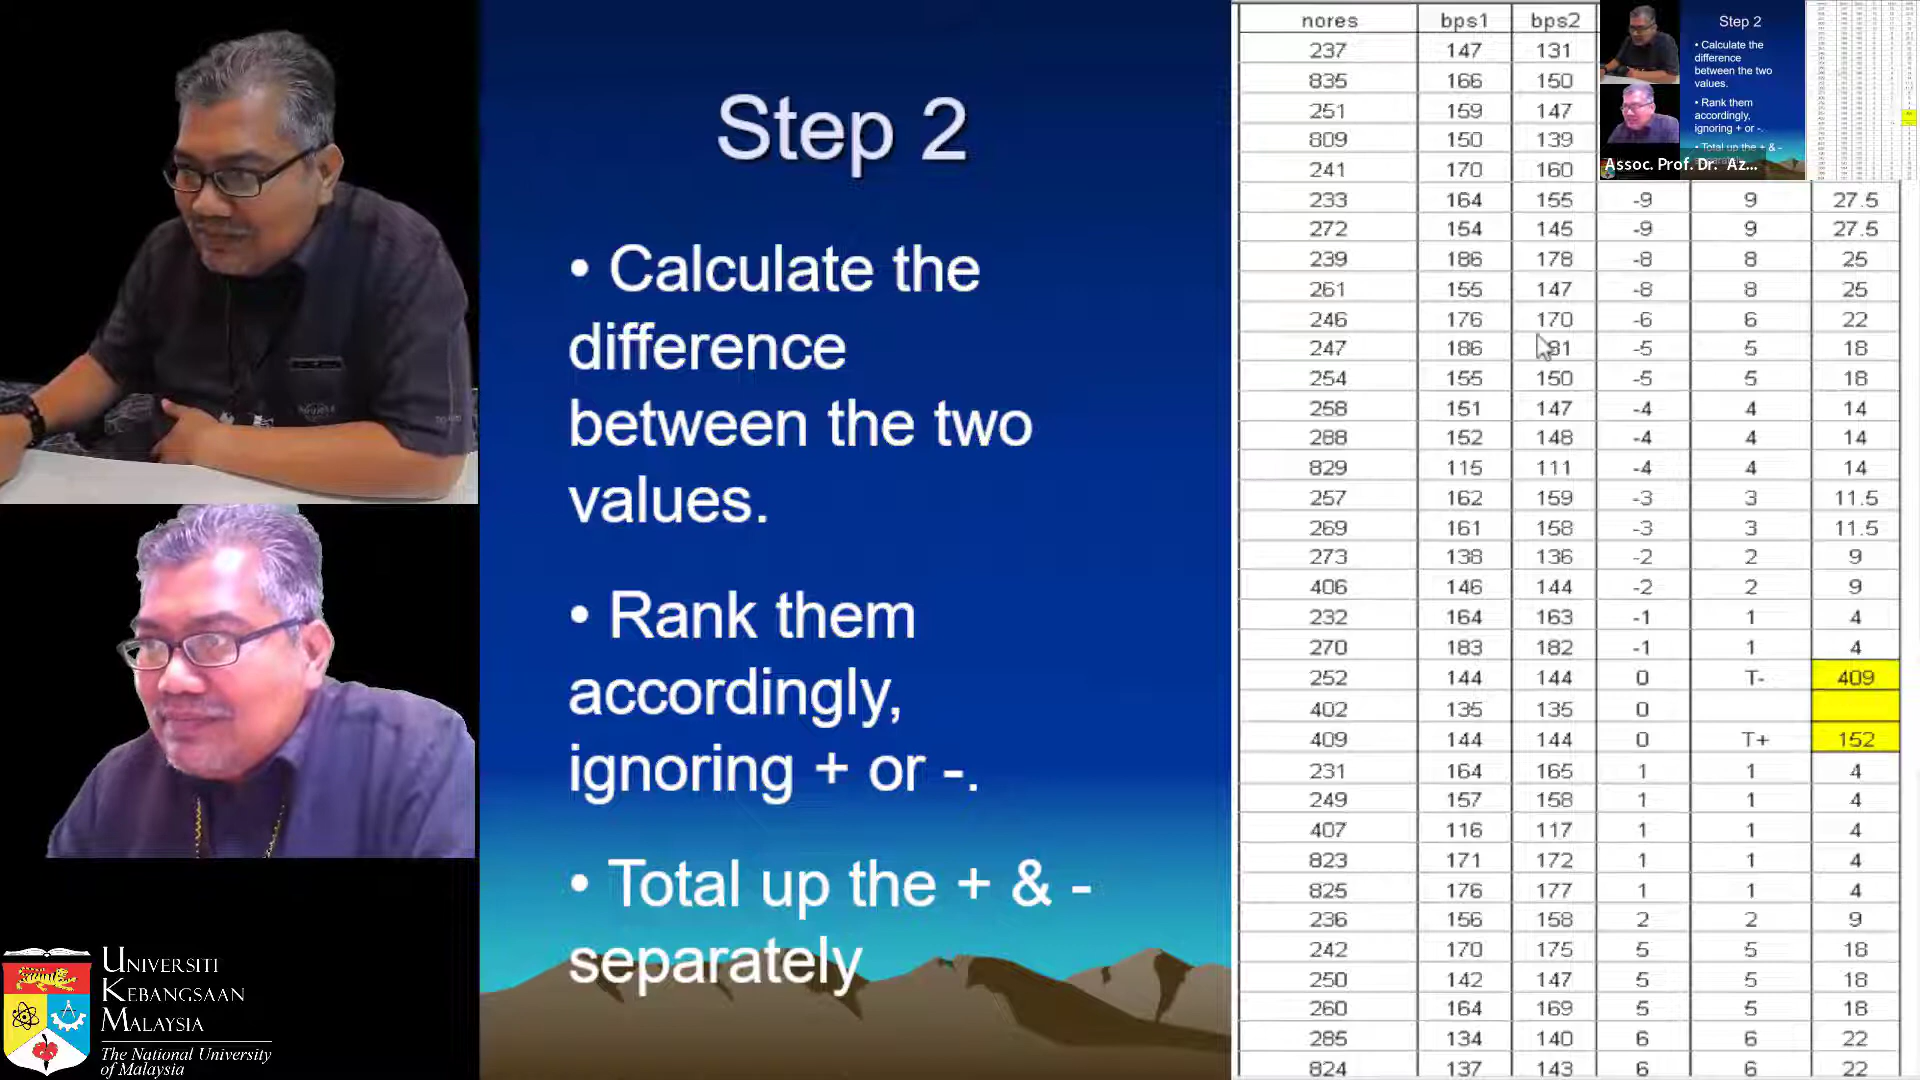 Step 2
• Calculate the
difference
between the two
values.
• Rank them
accordingly,
ignoring + or -.
• Total up the + & -
separately
UNIVERSITI
KEBANGSAAN
MALAYSIA
The National University
of Malaysia
nores bps1 bps2
237 147 131
835 166 150
251 159 147
809 150 139
241 170 160
233 164 155 -9 9 27.5
272 154 145 -9 9 27.5
239 186 178 -8 8 25
261 155 147 -8 8 25
246 176 170 -6 6 22
247 186 81 -5 5 18
254 155 150 -5 5 18
258 151 147 -4 4 14
288 152 148 -4 4 14
829 115 111 -4 4 14
257 162 159 -3 3 11.5
269 161 158 -3 3 11.5
273 138 136 -2 2 9
406 146 144 -2 2 9
232 164 163 -1 1 4
270 183 182 -1 1 4
252 144 144 0 T- 409
402 135 135 0
409 144 144 0 T+ 152
231 164 165 1 1 4
249 157 158 1 1 4
407 116 117 1 1 4
823 171 172 1 1 4
825 176 177 1 1 4
236 156 158 2 2 9
242 170 175 5 5 18
250 142 147 5 5 18
260 164 169 5 5 18
285 134 140 6 6 22
824 137 143 6 6 22
Step 2
• Calculate the
difference
between the two
values.
• Rank them
accordingly,
ignoring + or -.
• Total up the + & -
Assoc. Prof. Dr. Az...